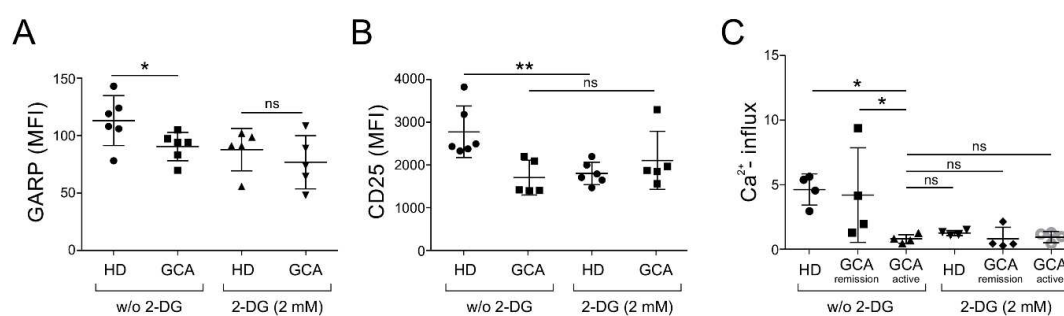 A
GARP (MFI)
150
100
50
0
*
ns
HD GCA HD GCA
w/o 2-DG 2-DG (2 mM)
B
CD25 (MFI)
4000
3000
2000
1000
0
**
ns
HD GCA HD GCA
w/o 2-DG 2-DG (2 mM)
C
Ca2+- influx
15
10
5
0
*
*
ns
ns
ns
HD GCA GCA HD GCA GCA
remission active remission active
w/o 2-DG 2-DG (2 mM)